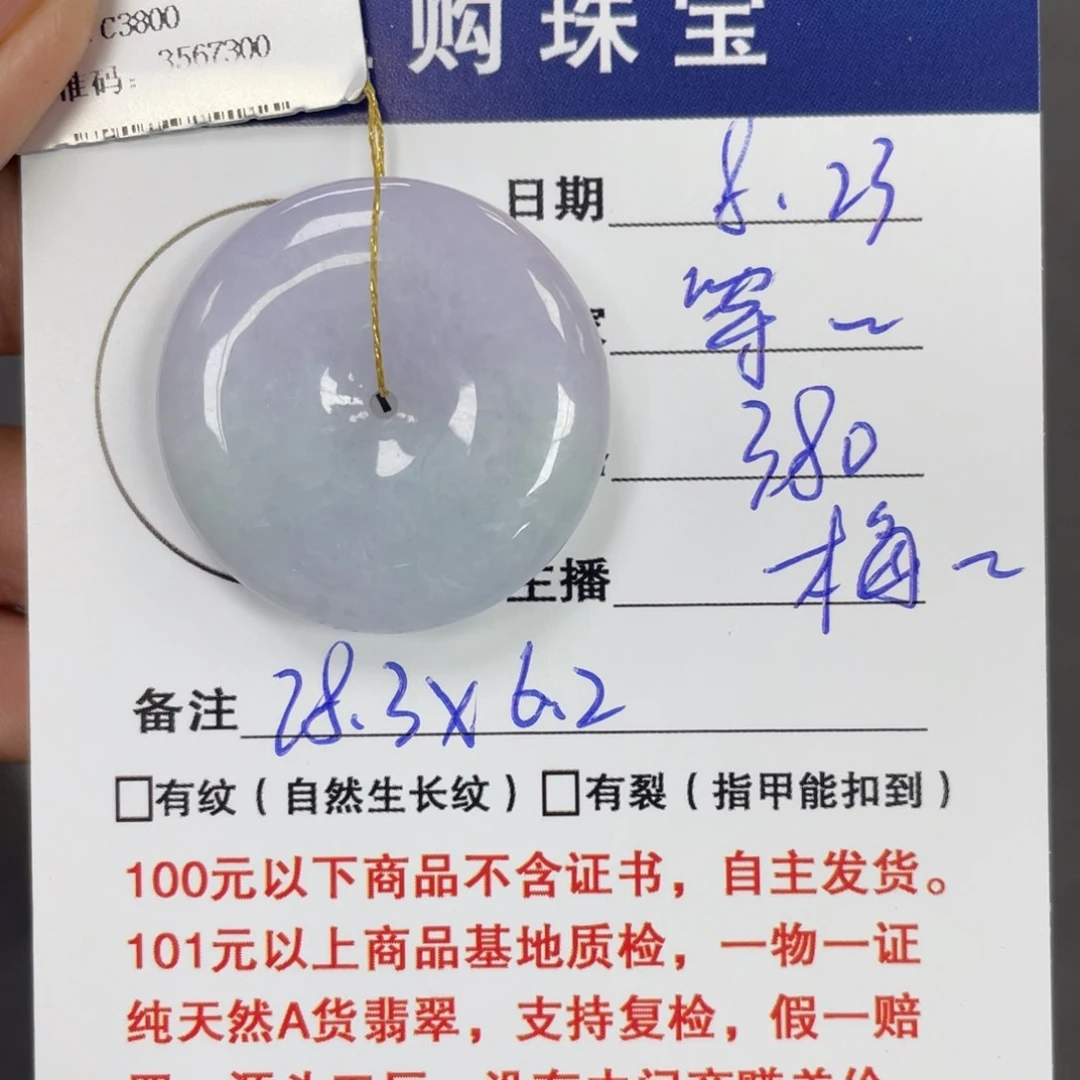 C3800
准码: 3567300
购珠宝
日期 8.23
等~
380
主播 梅~
备注 28.3×6.2
□有纹(自然生长纹)□有裂(指甲能扣到)
100元以下商品不含证书，自主发货。
101元以上商品基地质检，一物一证
纯天然A货翡翠，支持复检，假一赔